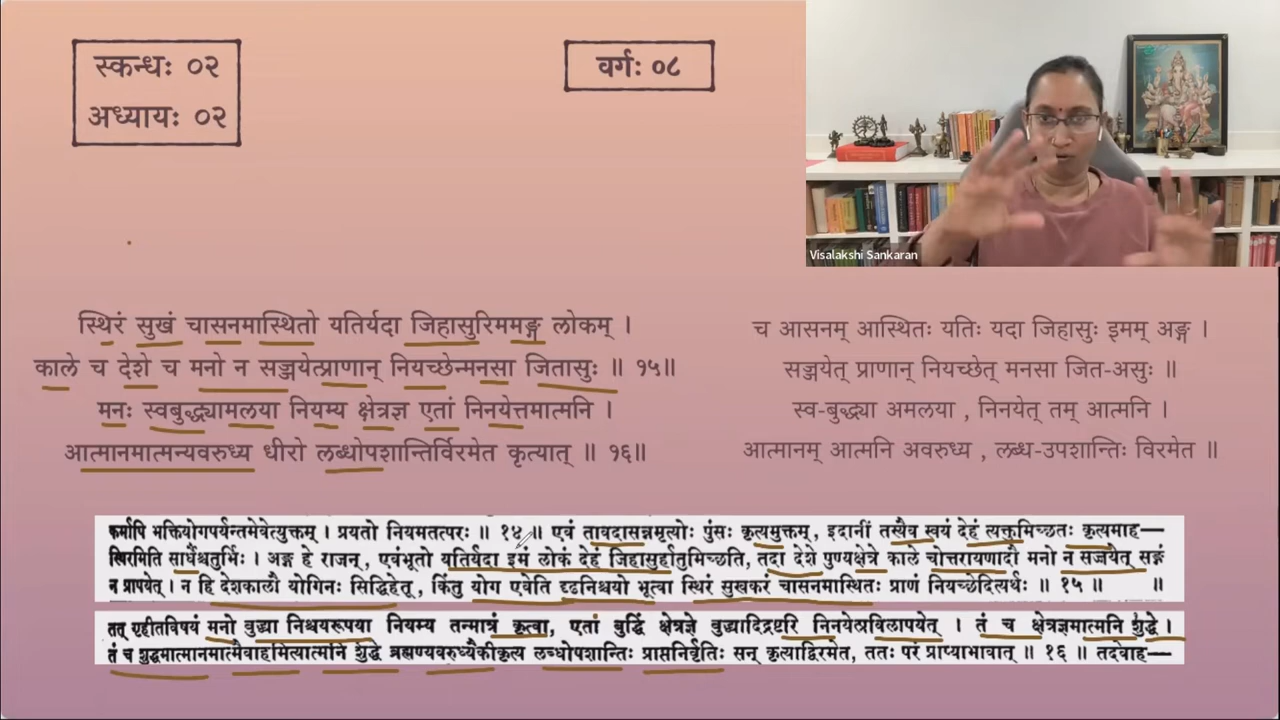 स्कन्धः ०२
अध्यायः ०२
वर्गः ०८
Visalakshi Sankaran
स्थिरं सुखं चासनमास्थितो यतिर्यदा जिहासुरिममङ्ग लोकम् ।
काले च देशे च मनो न सज्जयेत्प्राणान् नियच्छेन्मनसा जितासुः ॥ १५॥
मनः स्वबुद्ध्यामलया नियम्य क्षेत्रज्ञ एतां निनयेत्तमात्मनि ।
आत्मानमात्मन्यवरुध्य धीरो लब्धोपशान्तिर्विरमेत कृत्यात् ॥ १६॥
च आसनम् आस्थितः यतिः यदा जिहासुः इमम् अङ्ग ।
सज्जयेत् प्राणान् नियच्छेत् मनसा जित-असुः ॥
स्व-बुद्ध्या अमलया , निनयेत् तम् आत्मनि ।
आत्मानम् आत्मनि अवरुध्य , लब्ध-उपशान्तिः विरमेत ॥
कर्मापि भक्तियोगपर्यन्तमेवेत्युक्तम् । प्रयतो नियमतत्परः ॥ १४ ॥ एवं तावदासन्नमृत्योः पुंसः कृत्यमुक्तम्, इदानीं तस्यैव स्वयं देहं त्यक्तुमिच्छतः कृत्यमाह—
स्थिरमिति सार्धैश्चतुर्भिः । अङ्ग हे राजन्, एवंभूतो यतिर्यदा इमं लोकं देहं जिहासुर्हातुमिच्छति, तदा देशे पुण्यक्षेत्रे काले चोत्तरायणादौ मनो न सज्जयेत् सङ्गं
न प्रापयेत् । न हि देशकालौ योगिनः सिद्धिहेतू, किंतु योग एवेति दृढनिश्चयो भूत्वा स्थिरं सुखकरं चासनमास्थितः प्राणं नियच्छेदित्यर्थः ॥ १५ ॥ ॥
तत् गृहीतविषयं मनो बुद्ध्या निश्चयरूपया नियम्य तन्मात्रं कृत्वा, एतां बुद्धिं क्षेत्रज्ञे बुद्ध्यादिद्रष्टरि निनयेत्प्रविलापयेत् । तं च क्षेत्रज्ञमात्मनि शुद्धे ।
तं च शुद्धमात्मानमात्मैवाहमित्यात्मनि शुद्धे ब्रह्मण्यवरुध्यैकीकृत्य लब्धोपशान्तिः प्राप्तनिर्वृतिः सन् कृत्याद्विरमेत, ततः परं प्राप्याभावात् ॥ १६ ॥ तदेवाह—